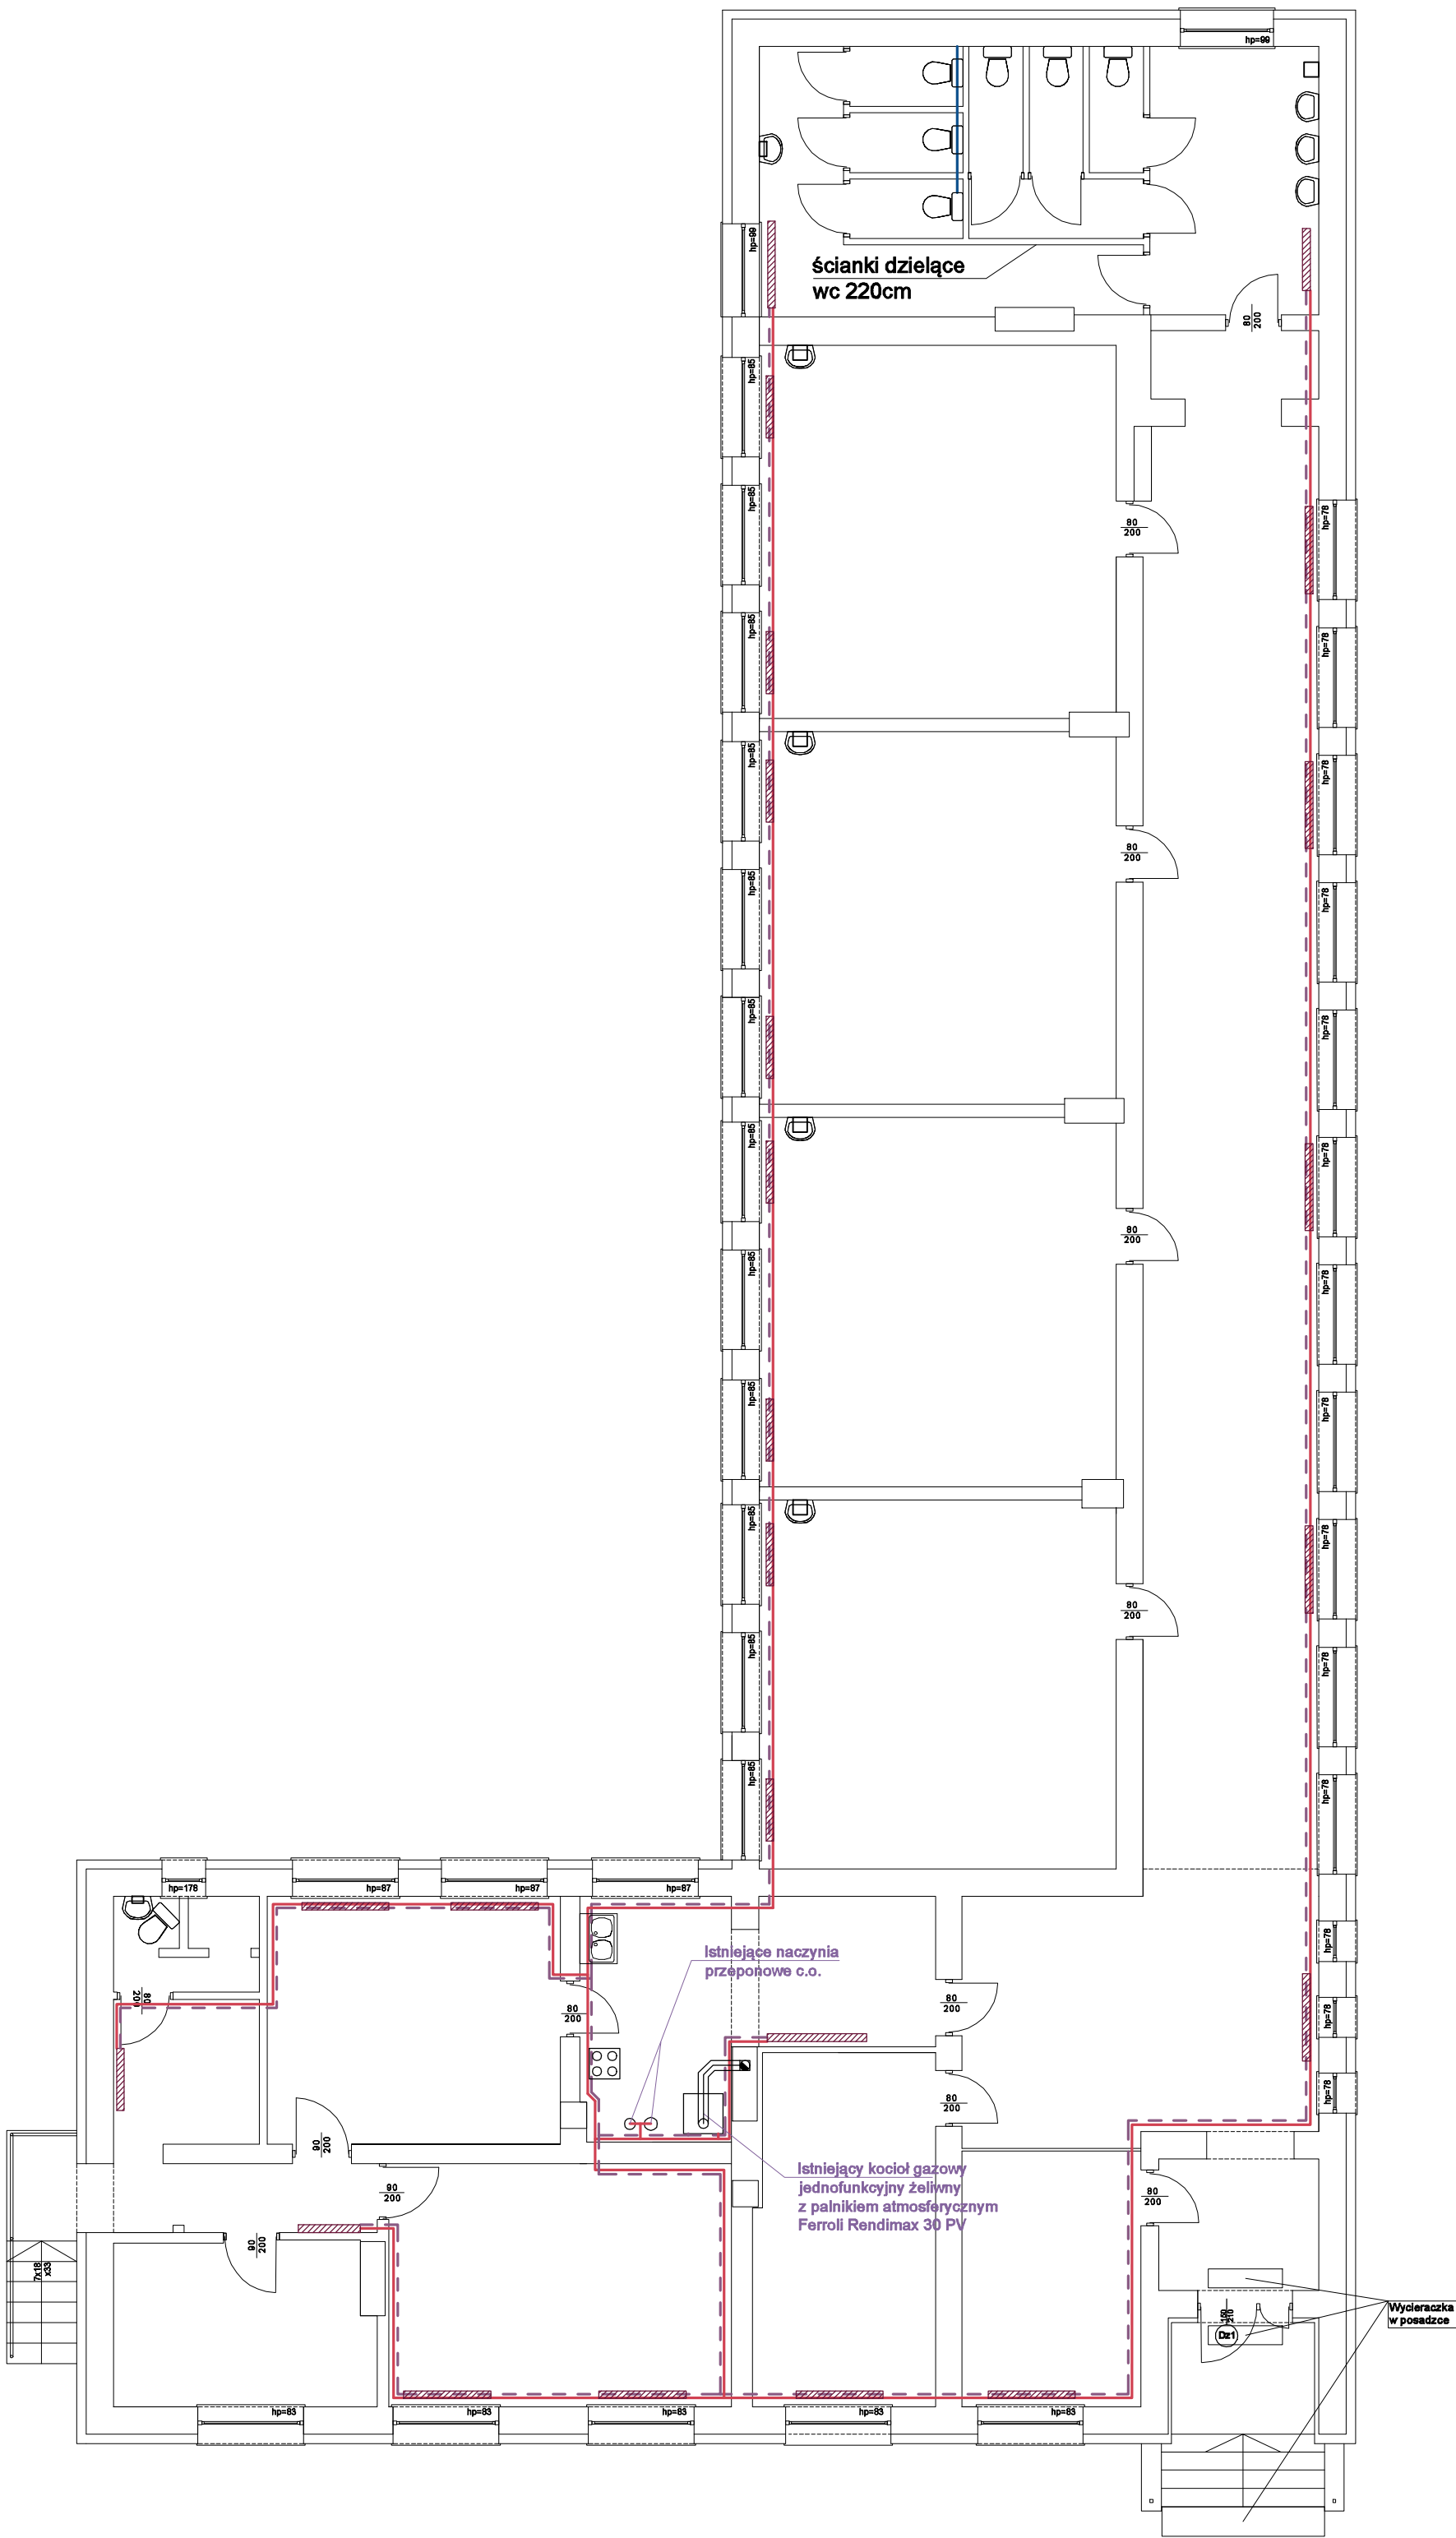 hp=99
hp=99
ścianki dzielące
wc 220cm
80
200
hp=85
hp=85
hp=78
80
200
hp=85
hp=78
hp=85
hp=78
80
200
hp=85
hp=78
hp=85
hp=78
hp=85
hp=78
80
200
hp=85
hp=78
hp=85
hp=78
hp=85
hp=78
80
200
hp=85
hp=78
hp=85
hp=78
hp=178
hp=87
hp=87
hp=87
hp=78
Istniejące naczynia
przeponowe c.o.
80
200
80
200
80
200
hp=78
hp=78
80
200
90
200
Istniejący kocioł gazowy
jednofunkcyjny żeliwny
z palnikiem atmosferycznym
Ferroli Rendimax 30 PV
90
200
80
200
90
200
7x18
x33
150
210
Dz1
Wycieraczka
w posadzce
hp=83
hp=83
hp=83
hp=83
hp=83